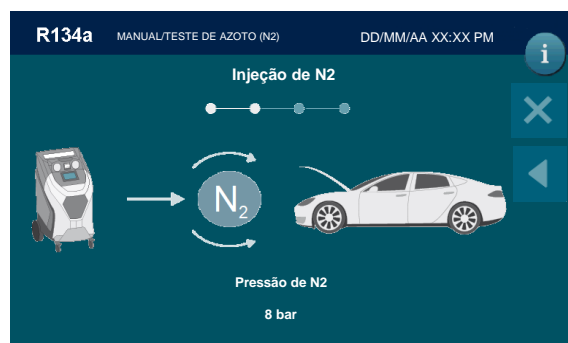 R134a MANUAL/TESTE DE AZOTO (N2) DD/MM/AA XX:XX PM
i
Injeção de N2
N2
Pressão de N2
8 bar